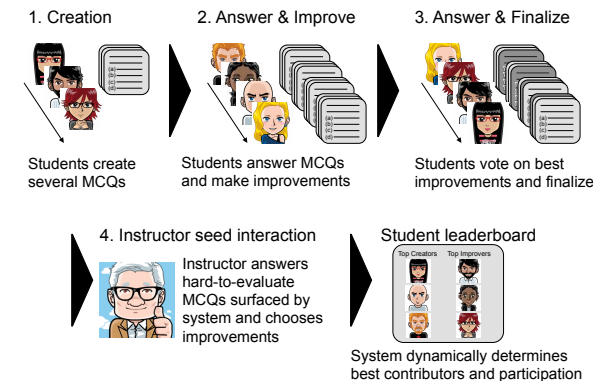 1. Creation
2. Answer & Improve
3. Answer & Finalize
(a)
(b)
(c)
(d)
(a)
(b)
(c)
(d)
(a)
(b)
(c)
(d)
Students create
several MCQs
Students answer MCQs
and make improvements
Students vote on best
improvements and finalize
4. Instructor seed interaction
Instructor answers
hard-to-evaluate
MCQs surfaced by
system and chooses
improvements
Student leaderboard
Top Creators Top Improvers
System dynamically determines
best contributors and participation